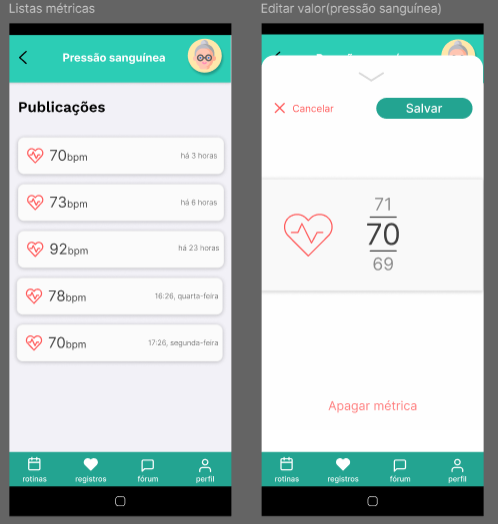 Listas métricas
Pressão sanguínea
Publicações
70bpm
há 3 horas
73bpm
há 6 horas
92bpm
há 23 horas
78bpm
16:26, quarta-feira
70bpm
17:26, segunda-feira
rotinas
registros
fórum
perfil
Editar valor(pressão sanguínea)
Cancelar
Salvar
71
70
69
Apagar métrica
rotinas
registros
fórum
perfil